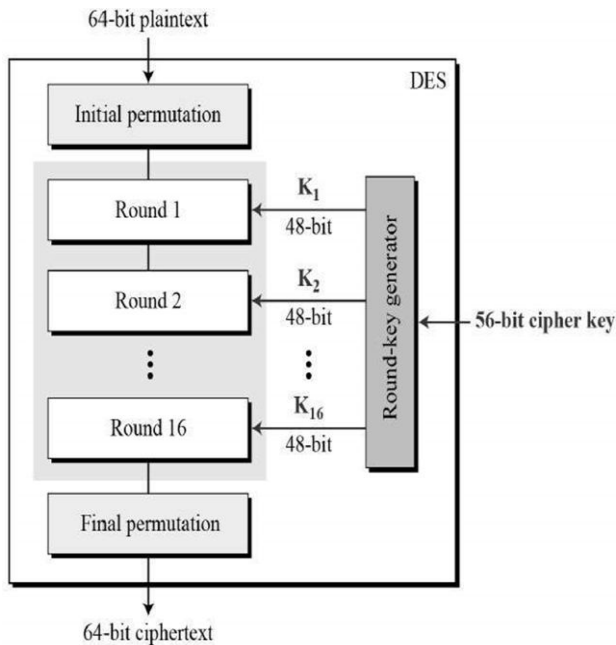 64-bit plaintext
DES
Initial permutation
Round 1
K1
48-bit
Round 2
K2
48-bit
Round-key generator
56-bit cipher key
Round 16
K16
48-bit
Final permutation
64-bit ciphertext